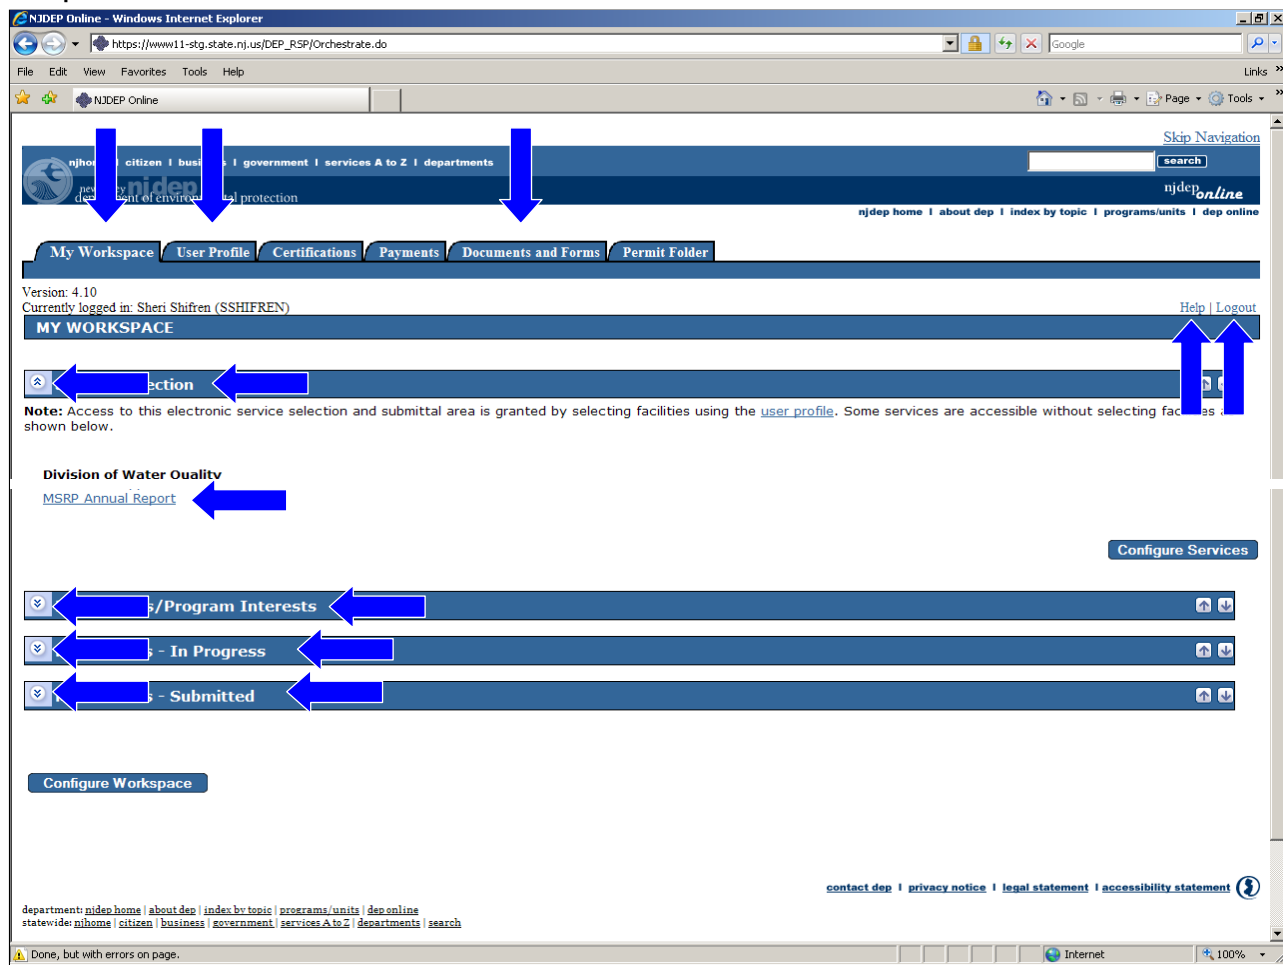 NJDEP Online - Windows Internet Explorer
https://www11-stg.state.nj.us/DEP_RSP/Orchestrate.do
Google
File Edit View Favorites Tools Help
Links »
NJDEP Online
Page Tools »
Skip Navigation
citizen I I government I services A to Z I departments
search
njdep
of protection
njdep online
njdep home I about dep I index by topic I programs/units I dep online
My Workspace User Profile Certifications Payments Documents and Forms Permit Folder
Version: 4.10
Currently logged in: Sheri Shifren (SSHIFREN)
Help | Logout
MY WORKSPACE
Note: Access to this electronic service selection and submittal area is granted by selecting facilities using the user profile. Some services are accessible without selecting
shown below.
Division of Water Quality
MSRP Annual Report
Configure Services
/Program Interests
- In Progress
- Submitted
Configure Workspace
contact dep I privacy notice I legal statement I accessibility statement
department: njdep home | about dep | index by topic | programs/units | dep online
statewide: njhome | citizen | business | government | services A to Z | departments | search
Done, but with errors on page.
Internet
100%